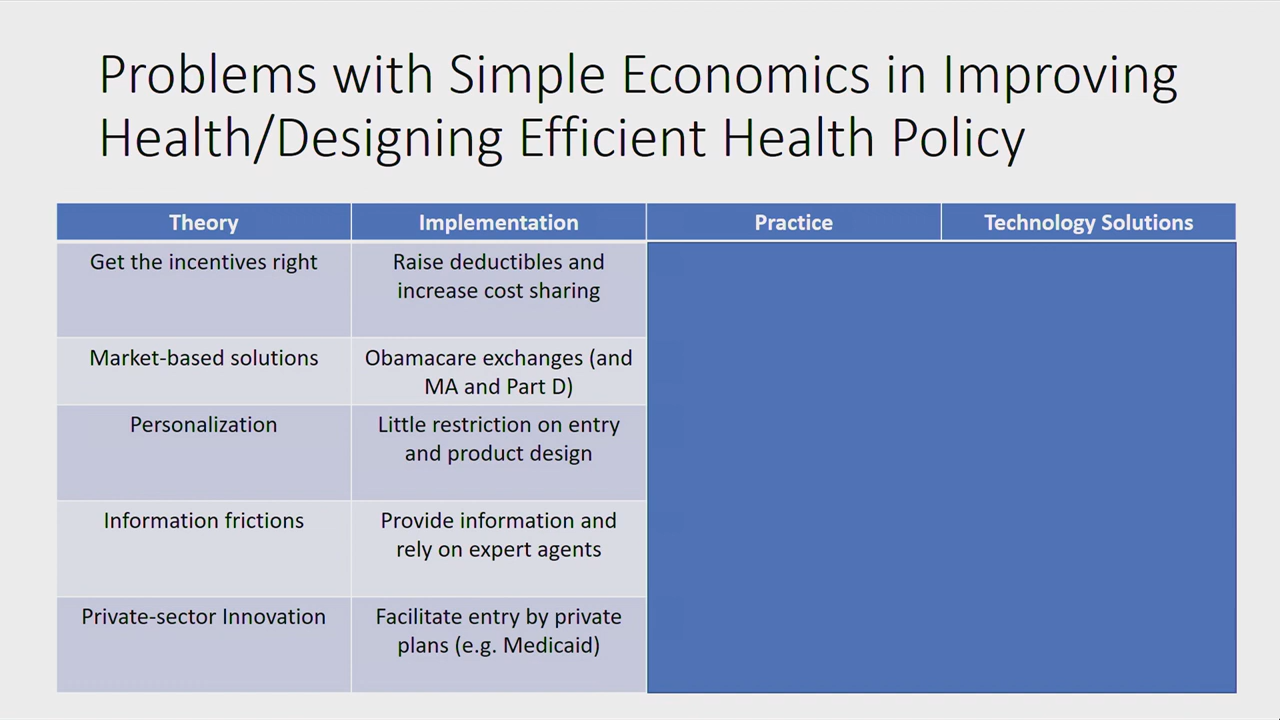 Problems with Simple Economics in Improving
Health/Designing Efficient Health Policy
Theory
Implementation
Practice
Technology Solutions
Get the incentives right
Raise deductibles and
increase cost sharing
Market-based solutions
Obamacare exchanges (and
MA and Part D)
Personalization
Little restriction on entry
and product design
Information frictions
Provide information and
rely on expert agents
Private-sector Innovation
Facilitate entry by private
plans (e.g. Medicaid)